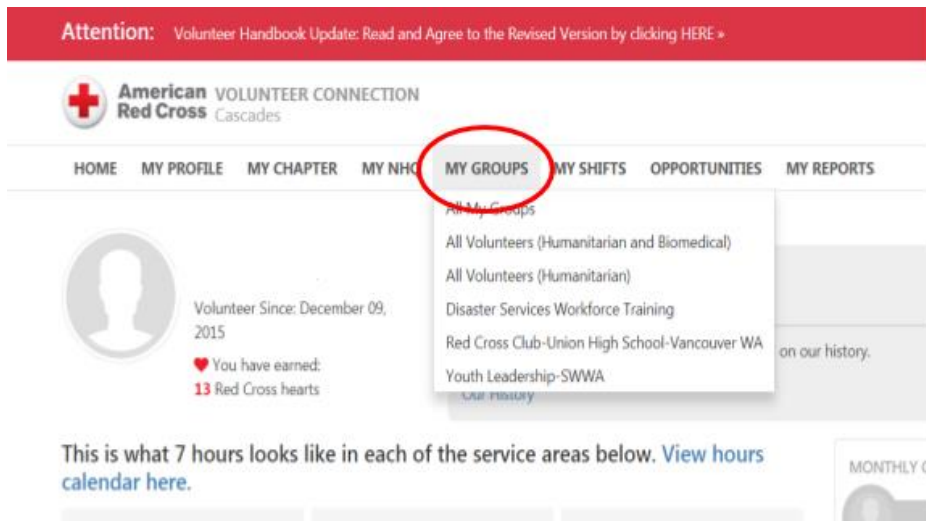 Attention: Volunteer Handbook Update: Read and Agree to the Revised Version by clicking HERE »
American VOLUNTEER CONNECTION
Red Cross Cascades
HOME MY PROFILE MY CHAPTER MY NHQ MY GROUPS MY SHIFTS OPPORTUNITIES MY REPORTS
All My Groups
All Volunteers (Humanitarian and Biomedical)
All Volunteers (Humanitarian)
Disaster Services Workforce Training
Red Cross Club-Union High School-Vancouver WA
Youth Leadership-SWWA
Volunteer Since: December 09,
2015
You have earned:
13 Red Cross hearts
on our history.
Our History
This is what 7 hours looks like in each of the service areas below. View hours
calendar here.
MONTHLY